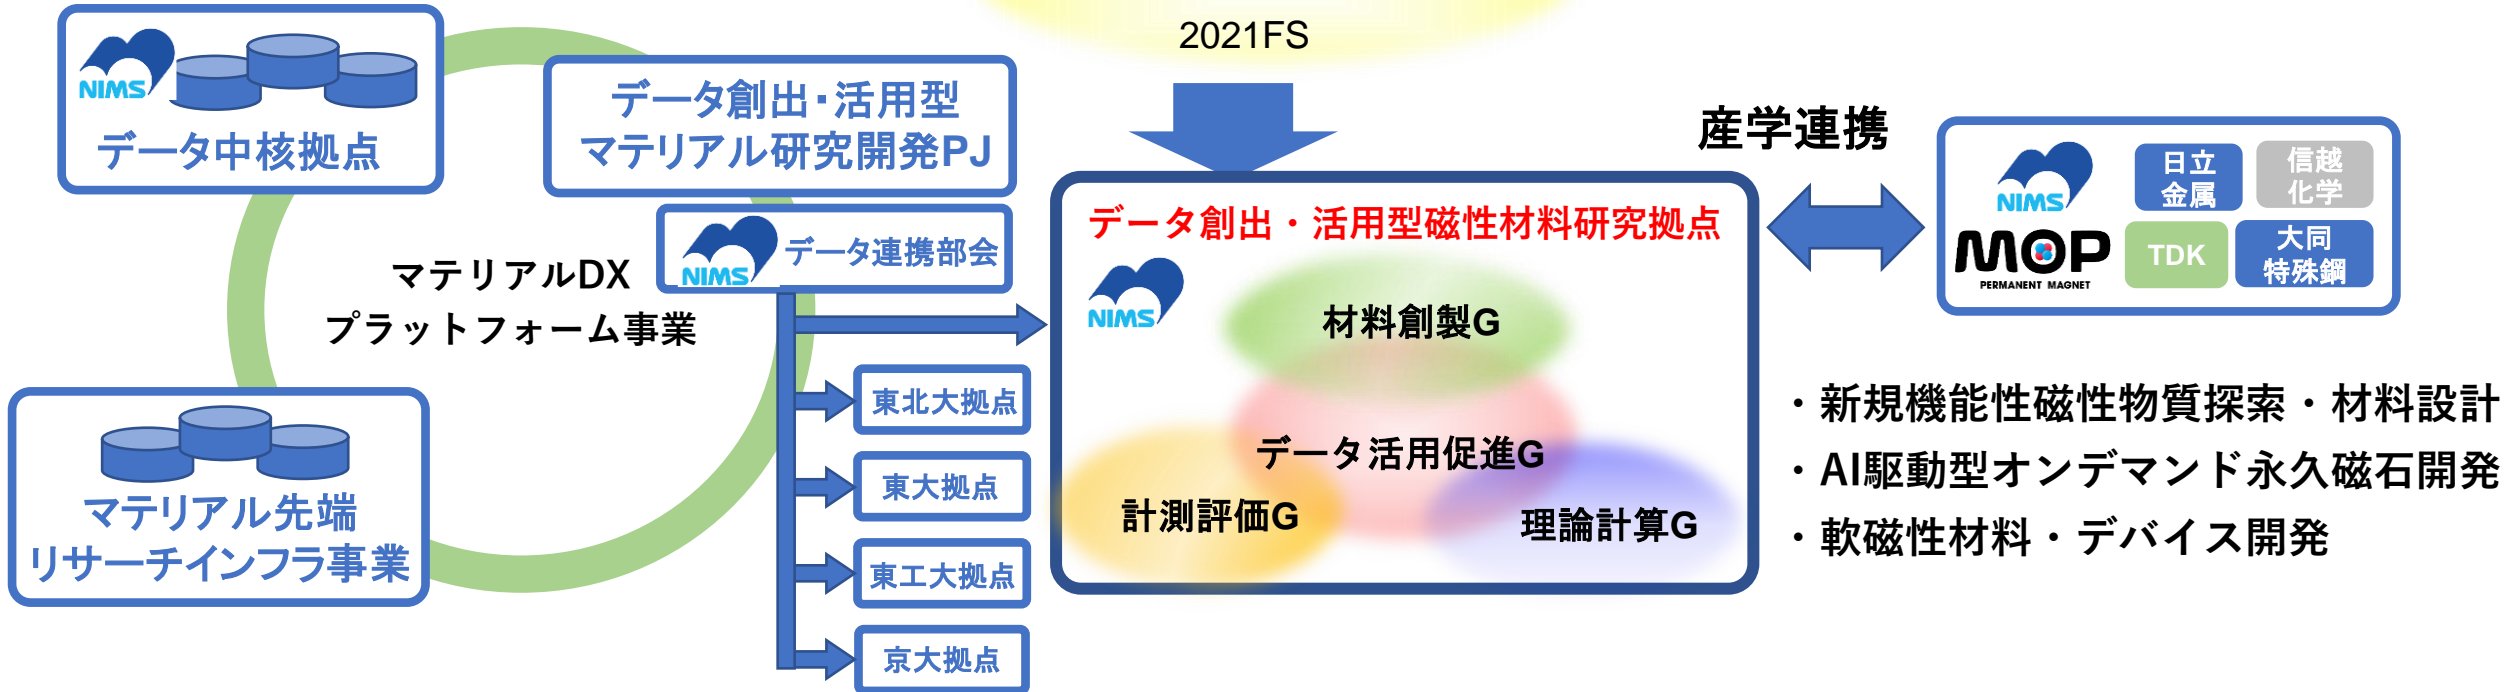 2021FS
NIMS
データ中核拠点
データ創出・活用型
マテリアル研究開発PJ
NIMS
データ連携部会
マテリアルDX
プラットフォーム事業
マテリアル先端
リサーチインフラ事業
東北大拠点
東大拠点
東工大拠点
京大拠点
データ創出・活用型磁性材料研究拠点
NIMS
材料創製G
データ活用促進G
計測評価G
理論計算G
産学連携
NIMS
MOP
PERMANENT MAGNET
日立
金属
信越
化学
TDK
大同
特殊鋼
・新規機能性磁性物質探索・材料設計
・AI駆動型オンデマンド永久磁石開発
・軟磁性材料・デバイス開発